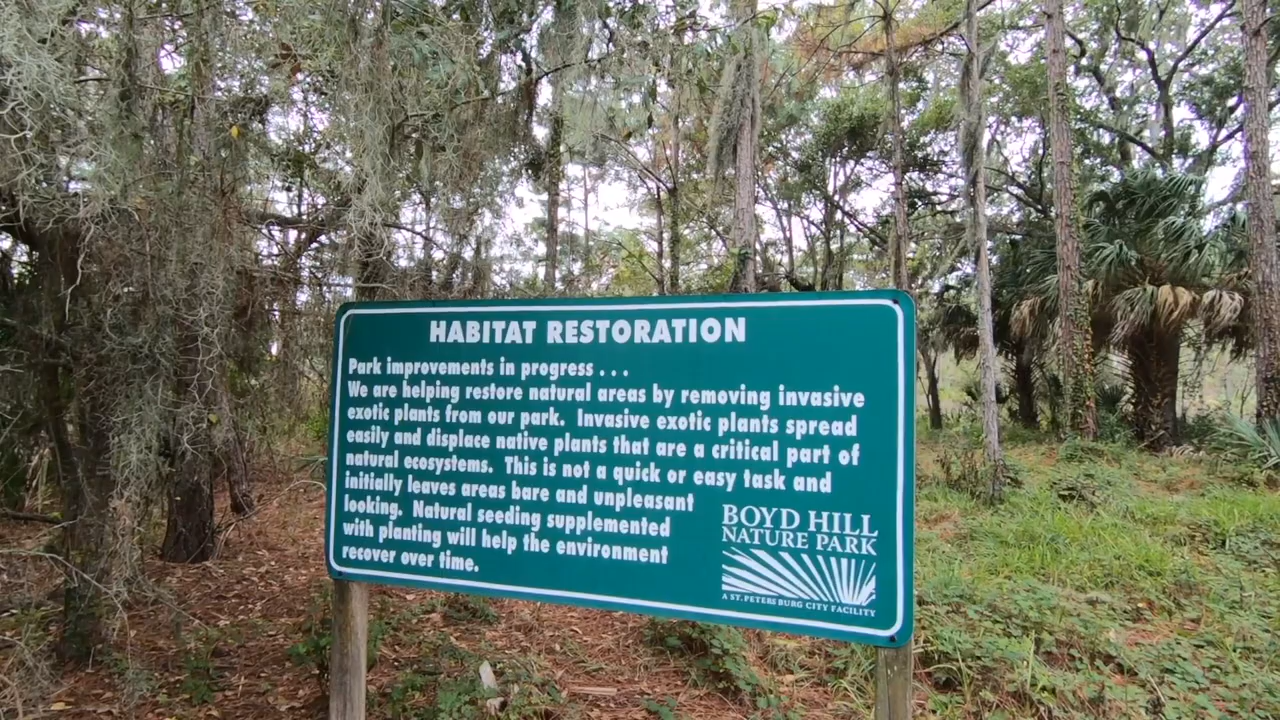 HABITAT RESTORATION
Park improvements in progress . . .
We are helping restore natural areas by removing invasive
exotic plants from our park. Invasive exotic plants spread
easily and displace native plants that are a critical part of
natural ecosystems. This is not a quick or easy task and
initially leaves areas bare and unpleasant
looking. Natural seeding supplemented
with planting will help the environment
recover over time.
BOYD HILL
NATURE PARK
A ST. PETERSBURG CITY FACILITY